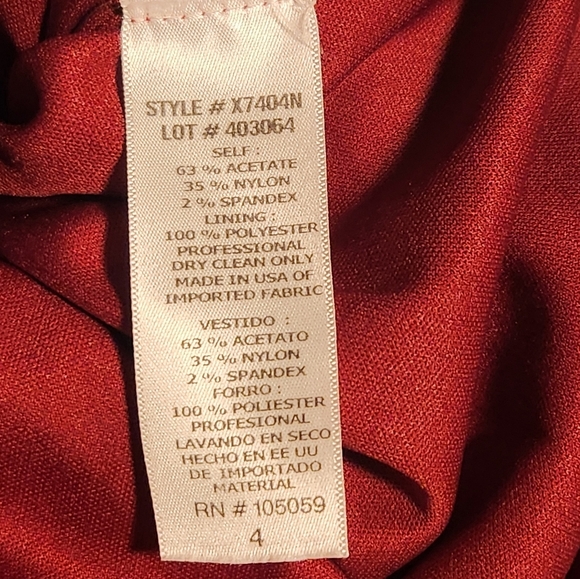 STYLE # X7404N
LOT # 403064
SELF :
63 % ACETATE
35 % NYLON
2 % SPANDEX
LINING :
100 % POLYESTER
PROFESSIONAL
DRY CLEAN ONLY
MADE IN USA OF
IMPORTED FABRIC
VESTIDO :
63 % ACETATO
35 % NYLON
2 % SPANDEX
FORRO :
100 % POLIESTER
PROFESIONAL
LAVANDO EN SECO
HECHO EN EE UU
DE IMPORTADO
MATERIAL
RN # 105059
4